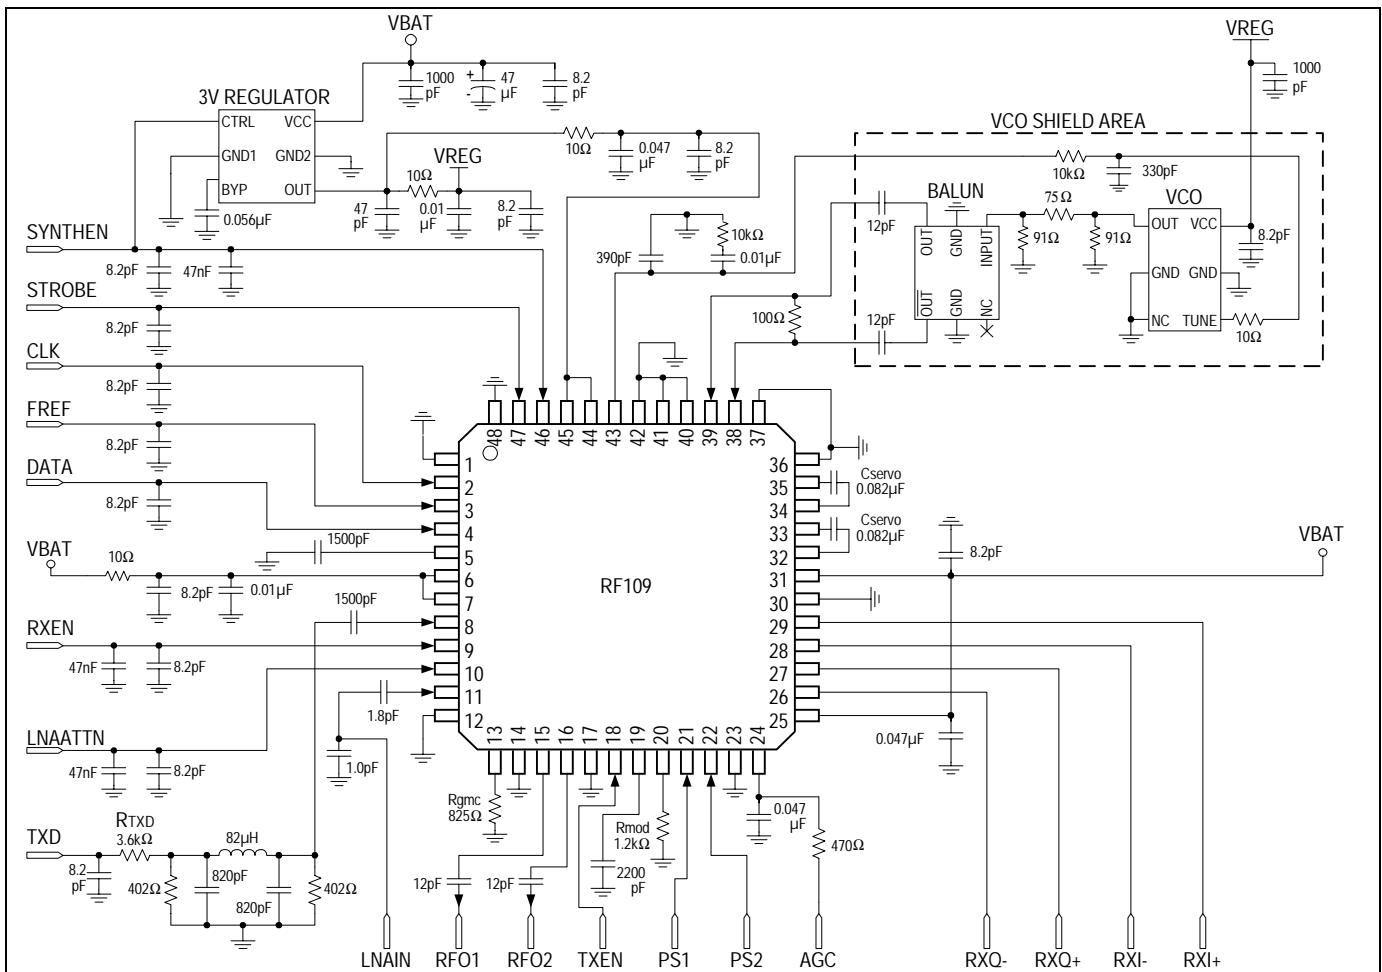 VBAT
1000
pF
+
-
47
µF
8.2
pF
VREG
1000
pF
3V REGULATOR
CTRL
VCC
GND1
GND2
BYP
OUT
0.056µF
10Ω
0.047
µF
8.2
pF
VREG
10Ω
47
pF
0.01
µF
8.2
pF
VCO SHIELD AREA
10kΩ
330pF
BALUN
VCO
12pF
OUT
GND
INPUT
OUT
GND
NC
75Ω
91Ω
91Ω
OUT
VCC
GND
GND
NC
TUNE
8.2pF
10Ω
12pF
100Ω
390pF
10kΩ
0.01µF
SYNTHEN
8.2pF
47nF
STROBE
8.2pF
CLK
8.2pF
FREF
8.2pF
DATA
8.2pF
1500pF
VBAT
10Ω
8.2pF
0.01µF
1500pF
RXEN
47nF
8.2pF
LNAATTN
47nF
8.2pF
1.8pF
1.0pF
TXD
RTXD
3.6kΩ
82µH
8.2
pF
402Ω
820pF
820pF
402Ω
48
47
46
45
44
43
42
41
40
39
38
37
1
2
3
4
5
6
7
8
9
10
11
12
RF109
36
35
34
33
32
31
30
29
28
27
26
25
13
14
15
16
17
18
19
20
21
22
23
24
Cservo
0.082µF
Cservo
0.082µF
8.2pF
VBAT
0.047µF
Rgmc
825Ω
Rmod
1.2kΩ
0.047
µF
470Ω
12pF
12pF
2200
pF
LNAIN
RFO1
RFO2
TXEN
PS1
PS2
AGC
RXQ-
RXQ+
RXI-
RXI+